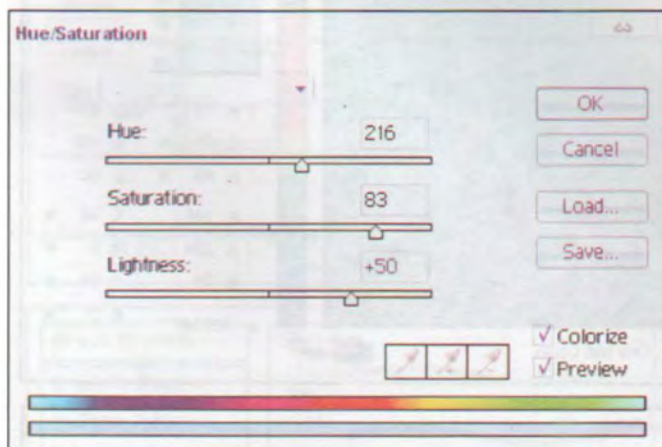 Hue/Saturation
OK
Hue: 216
Cancel
Saturation: 83
Load...
Lightness: +50
Save...
Colorize
Preview